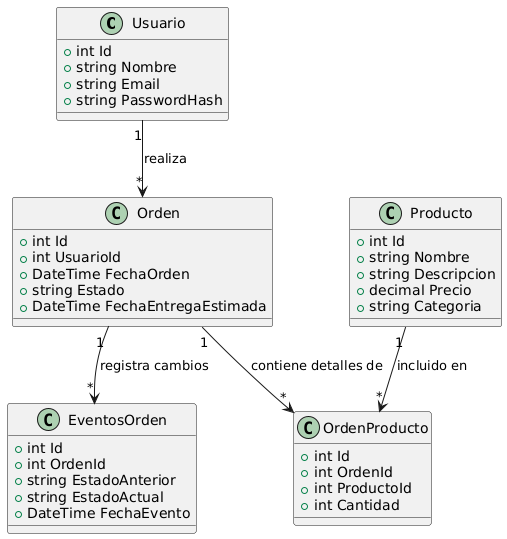 C Usuario
int Id
string Nombre
string Email
string PasswordHash
1
realiza
*
C Orden
int Id
int UsuarioId
DateTime FechaOrden
string Estado
DateTime FechaEntregaEstimada
C Producto
int Id
string Nombre
string Descripcion
decimal Precio
string Categoria
1
registra cambios
*
1
contiene detalles de
*
1
incluido en
*
C EventosOrden
int Id
int OrdenId
string EstadoAnterior
string EstadoActual
DateTime FechaEvento
C OrdenProducto
int Id
int OrdenId
int ProductoId
int Cantidad